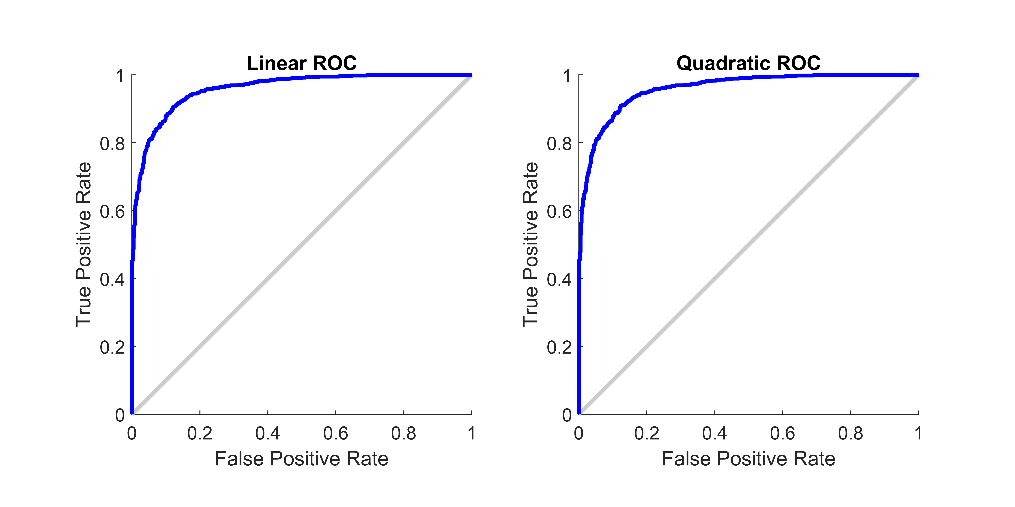 Linear ROC
1
0.8
0.6
0.4
0.2
0
True Positive Rate
0 0.2 0.4 0.6 0.8 1
False Positive Rate
Quadratic ROC
1
0.8
0.6
0.4
0.2
0
True Positive Rate
0 0.2 0.4 0.6 0.8 1
False Positive Rate